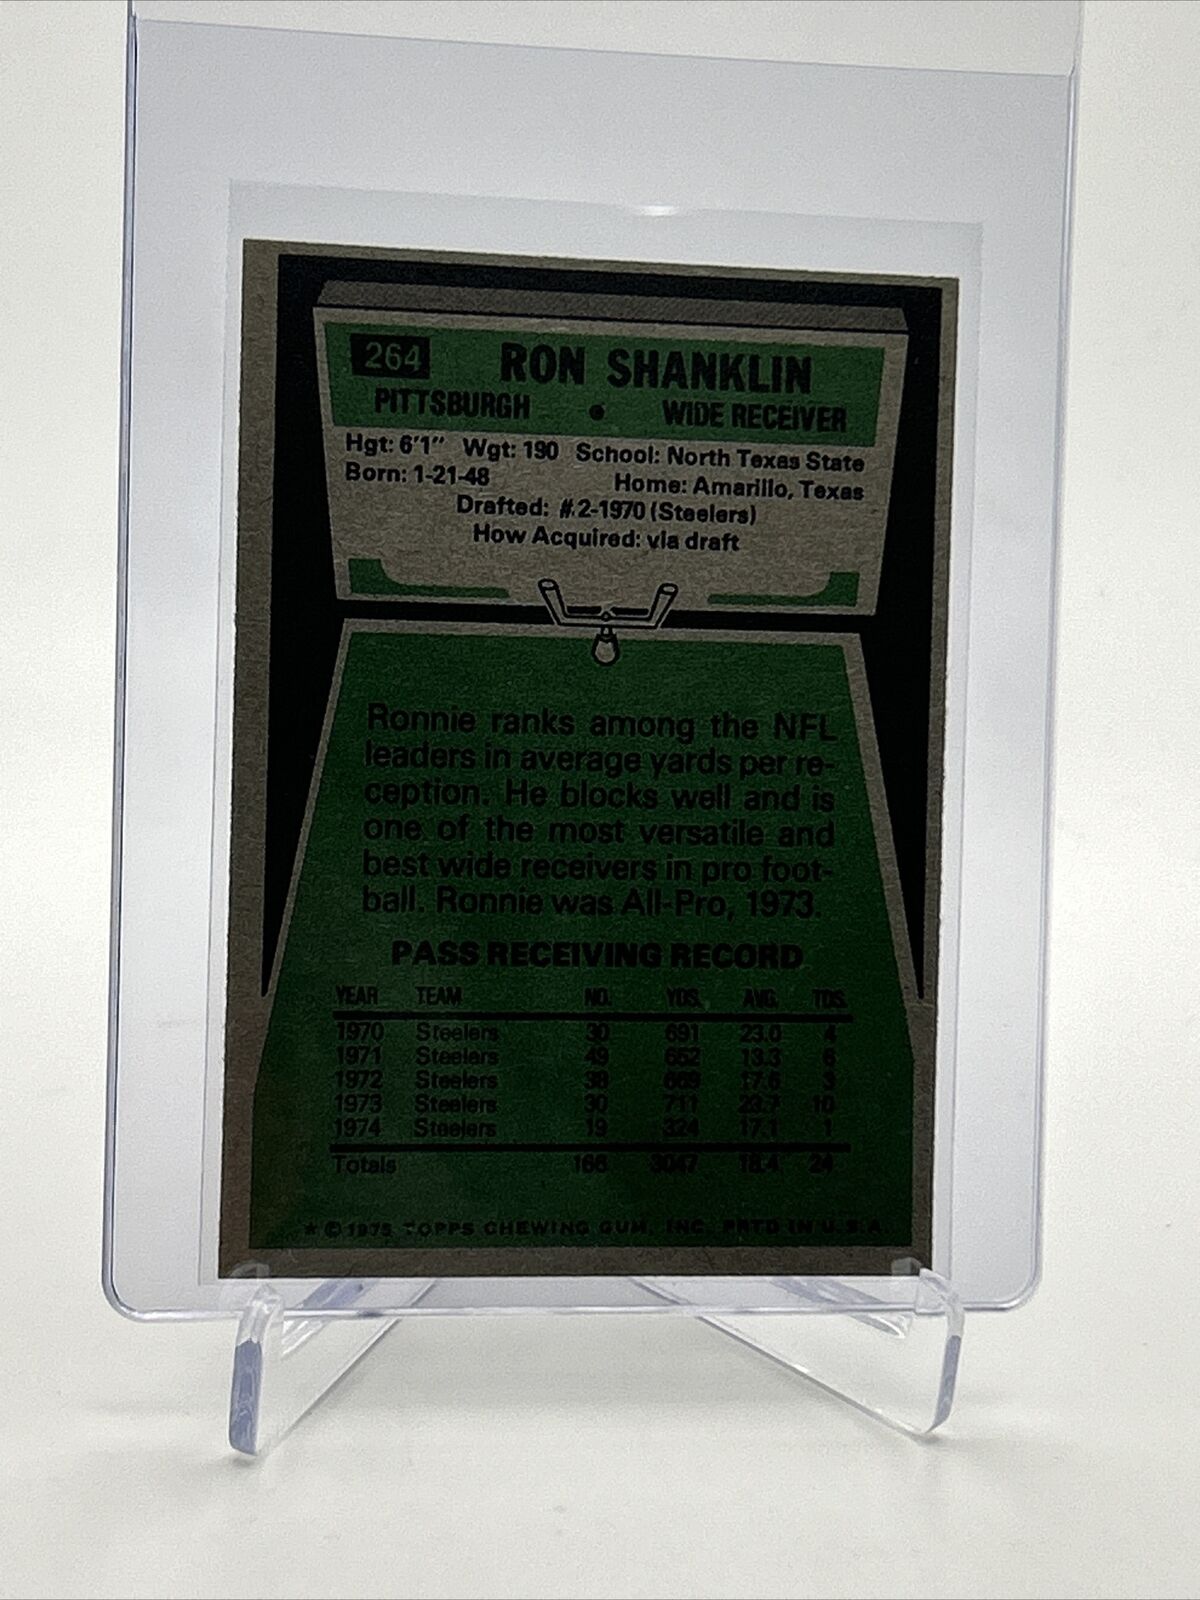 264 RON SHANKLIN
PITTSBURGH • WIDE RECEIVER
Hgt: 6'1" Wgt: 190 School: North Texas State
Born: 1-21-48 Home: Amarillo, Texas
Drafted: #2-1970 (Steelers)
How Acquired: via draft
Ronnie ranks among the NFL
leaders in average yards per re-
ception. He blocks well and is
one of the most versatile and
best wide receivers in pro foot-
ball. Ronnie was All-Pro, 1973.
PASS RECEIVING RECORD
YEAR TEAM NO. YDS. AVG. TDS.
1970 Steelers 30 691 23.0 4
1971 Steelers 49 652 13.3 6
1972 Steelers 38 669 17.6 3
1973 Steelers 30 711 23.7 10
1974 Steelers 19 324 17.1 1
Totals 166 3047 18.4 24
★ © 1975 TOPPS CHEWING GUM, INC. PRTD IN U.S.A.